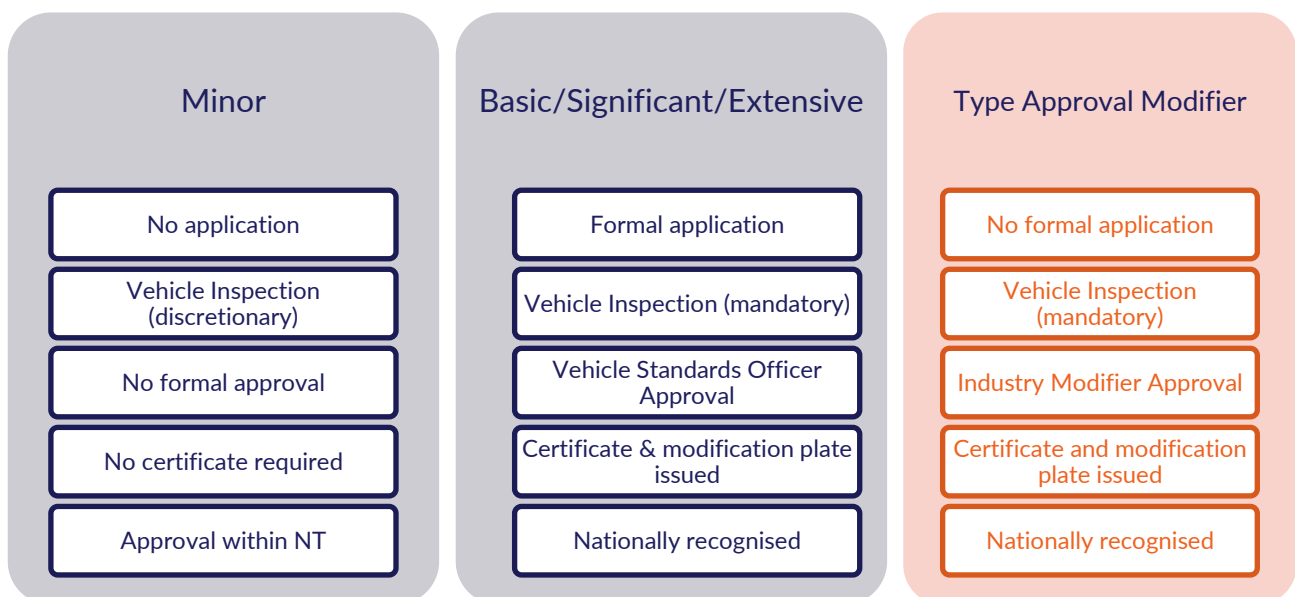 Minor
No application
Vehicle Inspection
(discretionary)
No formal approval
No certificate required
Approval within NT
Basic/Significant/Extensive
Formal application
Vehicle Inspection (mandatory)
Vehicle Standards Officer
Approval
Certificate & modification plate
issued
Nationally recognised
Type Approval Modifier
No formal application
Vehicle Inspection
(mandatory)
Industry Modifier Approval
Certificate and modification
plate issued
Nationally recognised